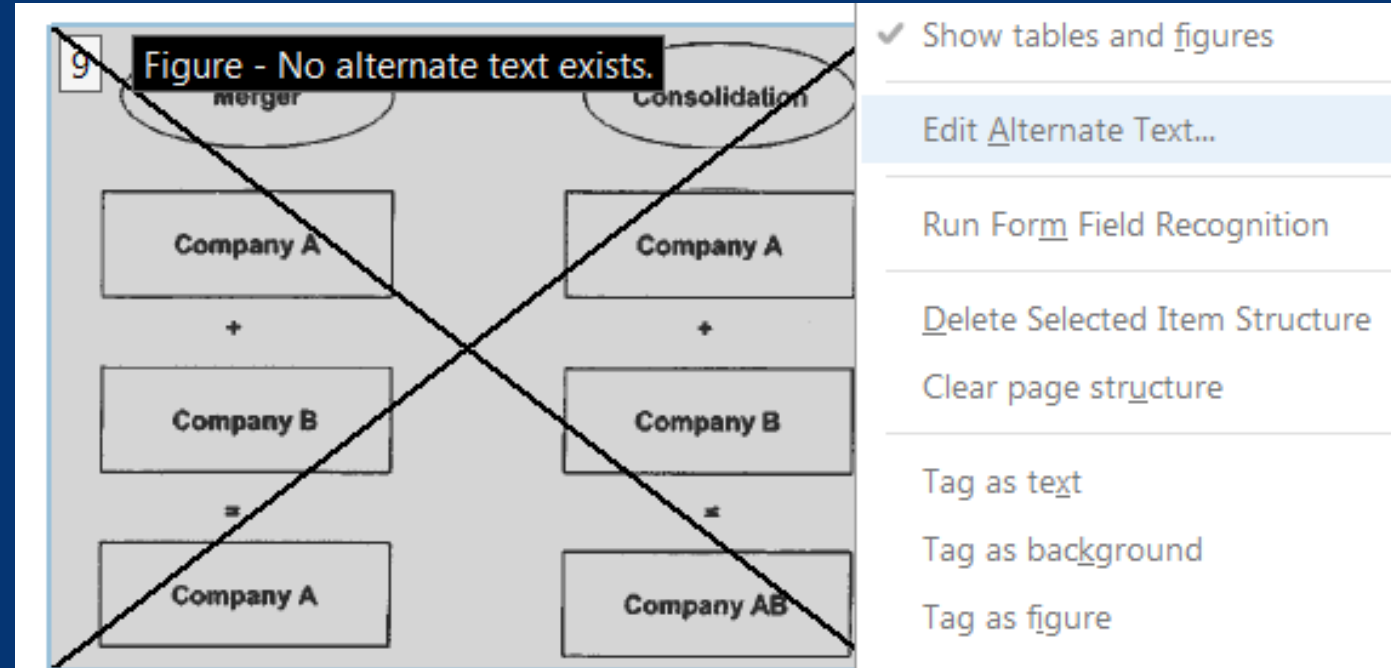 9
Figure - No alternate text exists.
Merger
Consolidation
Company A
Company A
+
+
Company B
Company B
=
=
Company A
Company AB
✔ Show tables and figures
Edit Alternate Text...
Run Form Field Recognition
Delete Selected Item Structure
Clear page structure
Tag as text
Tag as background
Tag as figure